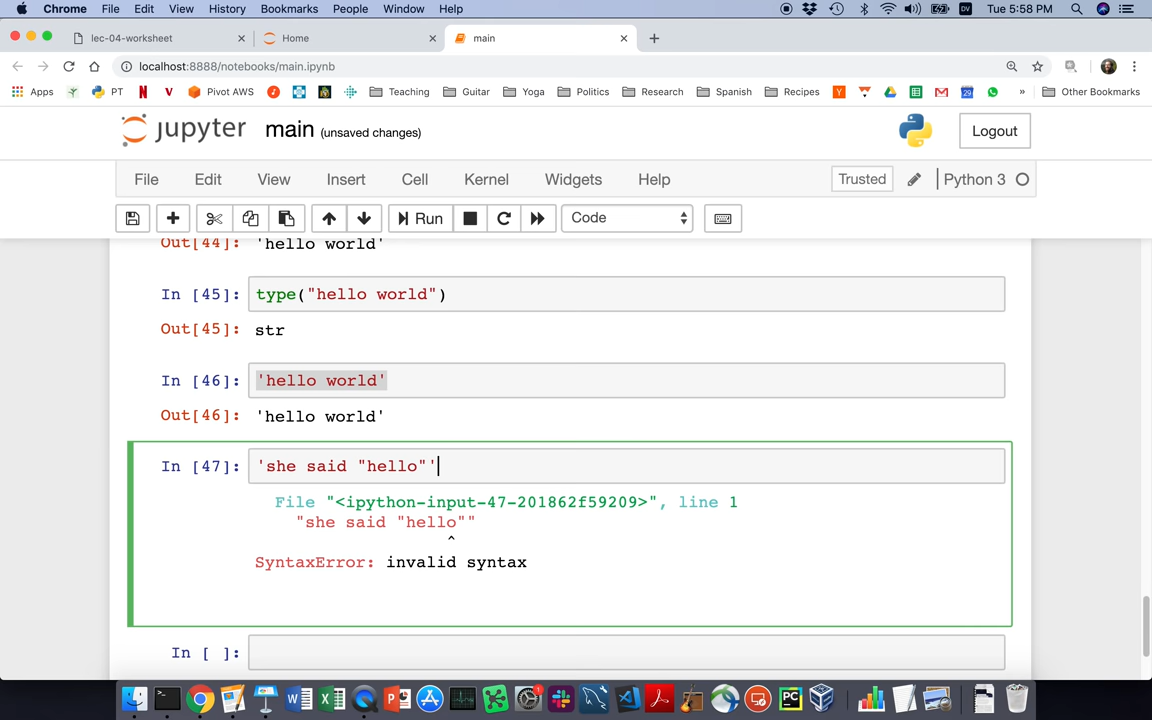 Chrome File Edit View History Bookmarks People Window Help DV Tue 5:58 PM
lec-04-worksheet Home main
localhost:8888/notebooks/main.ipynb
Apps PT Pivot AWS Teaching Guitar Yoga Politics Research Spanish Recipes » Other Bookmarks
jupyter main (unsaved changes) Logout
File Edit View Insert Cell Kernel Widgets Help Trusted Python 3
Run Code
Out[44]: 'hello world'
In [45]: type("hello world")
Out[45]: str
In [46]: 'hello world'
Out[46]: 'hello world'
In [47]: 'she said "hello"'
File "<ipython-input-47-201862f59209>", line 1
"she said "hello""
^
SyntaxError: invalid syntax
In [ ]: